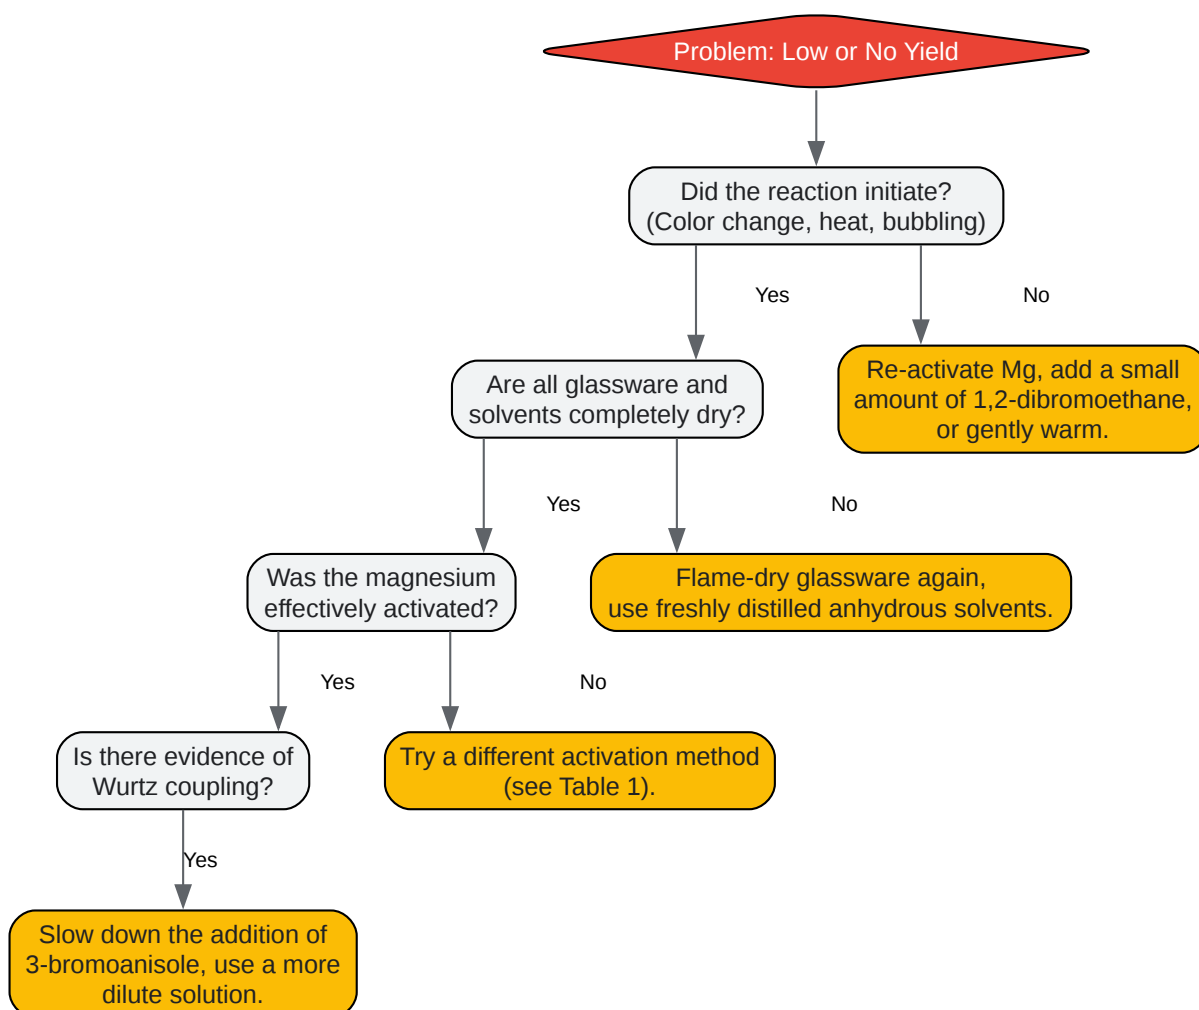 Problem: Low or No Yield
Did the reaction initiate?
(Color change, heat, bubbling)
Yes
No
Are all glassware and
solvents completely dry?
Re-activate Mg, add a small
amount of 1,2-dibromoethane,
or gently warm.
Yes
No
Was the magnesium
effectively activated?
Flame-dry glassware again,
use freshly distilled anhydrous solvents.
Yes
No
Is there evidence of
Wurtz coupling?
Try a different activation method
(see Table 1).
Yes
Slow down the addition of
3-bromoanisole, use a more
dilute solution.